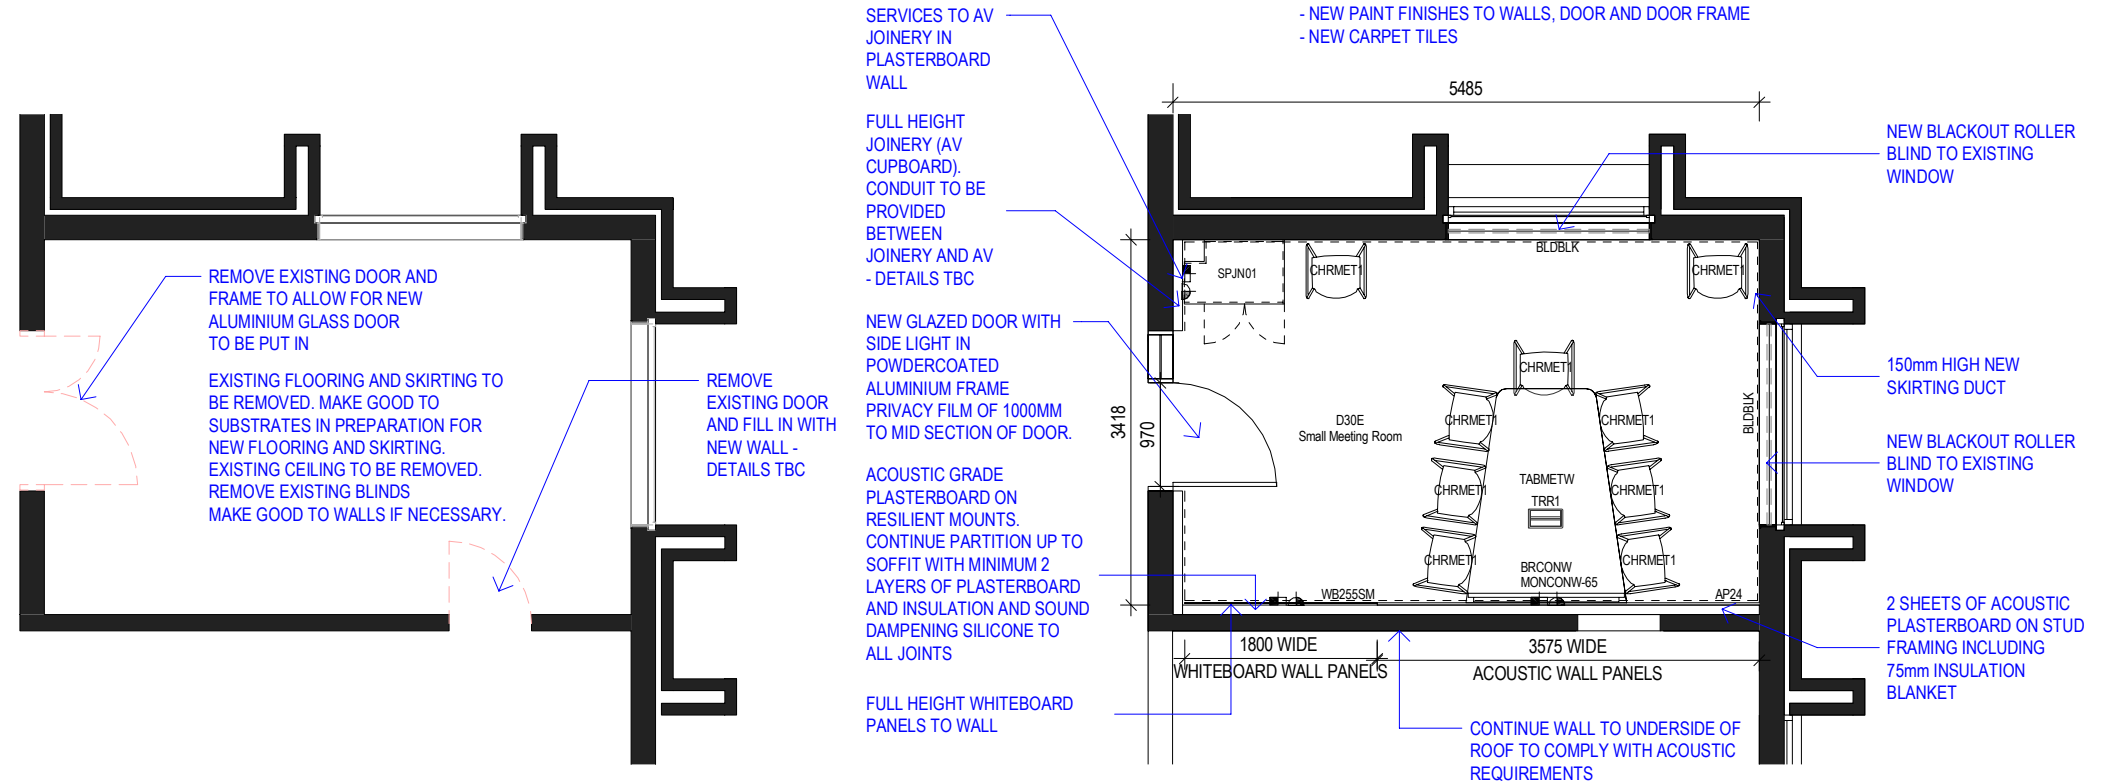 REMOVE EXISTING DOOR AND
FRAME TO ALLOW FOR NEW
ALUMINIUM GLASS DOOR
TO BE PUT IN
EXISTING FLOORING AND SKIRTING TO
BE REMOVED. MAKE GOOD TO
SUBSTRATES IN PREPARATION FOR
NEW FLOORING AND SKIRTING.
EXISTING CEILING TO BE REMOVED.
REMOVE EXISTING BLINDS
MAKE GOOD TO WALLS IF NECESSARY.
REMOVE
EXISTING DOOR
AND FILL IN WITH
NEW WALL -
DETAILS TBC
SERVICES TO AV
JOINERY IN
PLASTERBOARD
WALL
FULL HEIGHT
JOINERY (AV
CUPBOARD).
CONDUIT TO BE
PROVIDED
BETWEEN
JOINERY AND AV
- DETAILS TBC
NEW GLAZED DOOR WITH
SIDE LIGHT IN
POWDERCOATED
ALUMINIUM FRAME
PRIVACY FILM OF 1000MM
TO MID SECTION OF DOOR.
ACOUSTIC GRADE
PLASTERBOARD ON
RESILIENT MOUNTS.
CONTINUE PARTITION UP TO
SOFFIT WITH MINIMUM 2
LAYERS OF PLASTERBOARD
AND INSULATION AND SOUND
DAMPENING SILICONE TO
ALL JOINTS
FULL HEIGHT WHITEBOARD
PANELS TO WALL
- NEW PAINT FINISHES TO WALLS, DOOR AND DOOR FRAME
- NEW CARPET TILES
5485
3418
970
BLDBLK
SPJN01
CHRMET1
CHRMET1
CHRMET1
BLDBLK
CHRMET1
CHRMET1
D30E
Small Meeting Room
TABMETW
CHRMET1
CHRMET1
TRR1
CHRMET1
CHRMET1
BRCONW
MONCONW-65
WB255SM
AP24
1800 WIDE
WHITEBOARD WALL PANELS
3575 WIDE
ACOUSTIC WALL PANELS
CONTINUE WALL TO UNDERSIDE OF
ROOF TO COMPLY WITH ACOUSTIC
REQUIREMENTS
NEW BLACKOUT ROLLER
BLIND TO EXISTING
WINDOW
150mm HIGH NEW
SKIRTING DUCT
NEW BLACKOUT ROLLER
BLIND TO EXISTING
WINDOW
2 SHEETS OF ACOUSTIC
PLASTERBOARD ON STUD
FRAMING INCLUDING
75mm INSULATION
BLANKET